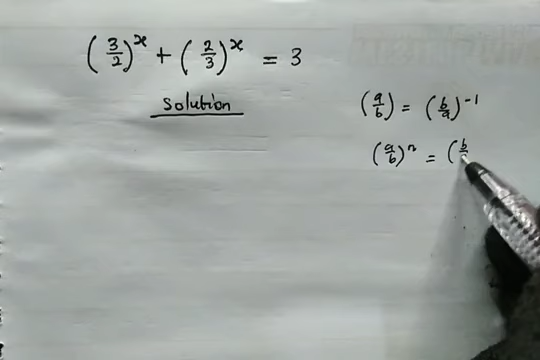 (3/2)^x + (2/3)^x = 3
Solution
(a/b) = (b/a)^-1
(a/b)^n = (b/